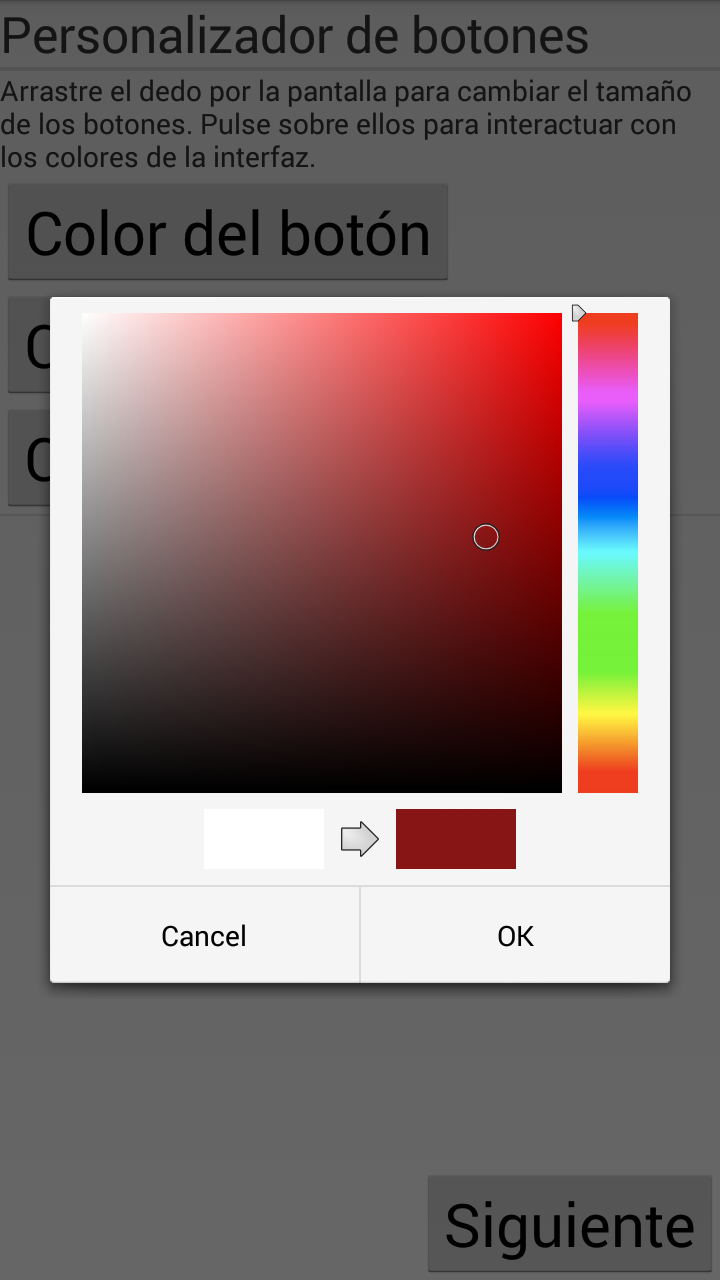 Personalizador de botones
Arrastre el dedo por la pantalla para cambiar el tamaño
de los botones. Pulse sobre ellos para interactuar con
los colores de la interfaz.
Color del botón
Cancel
OK
Siguiente